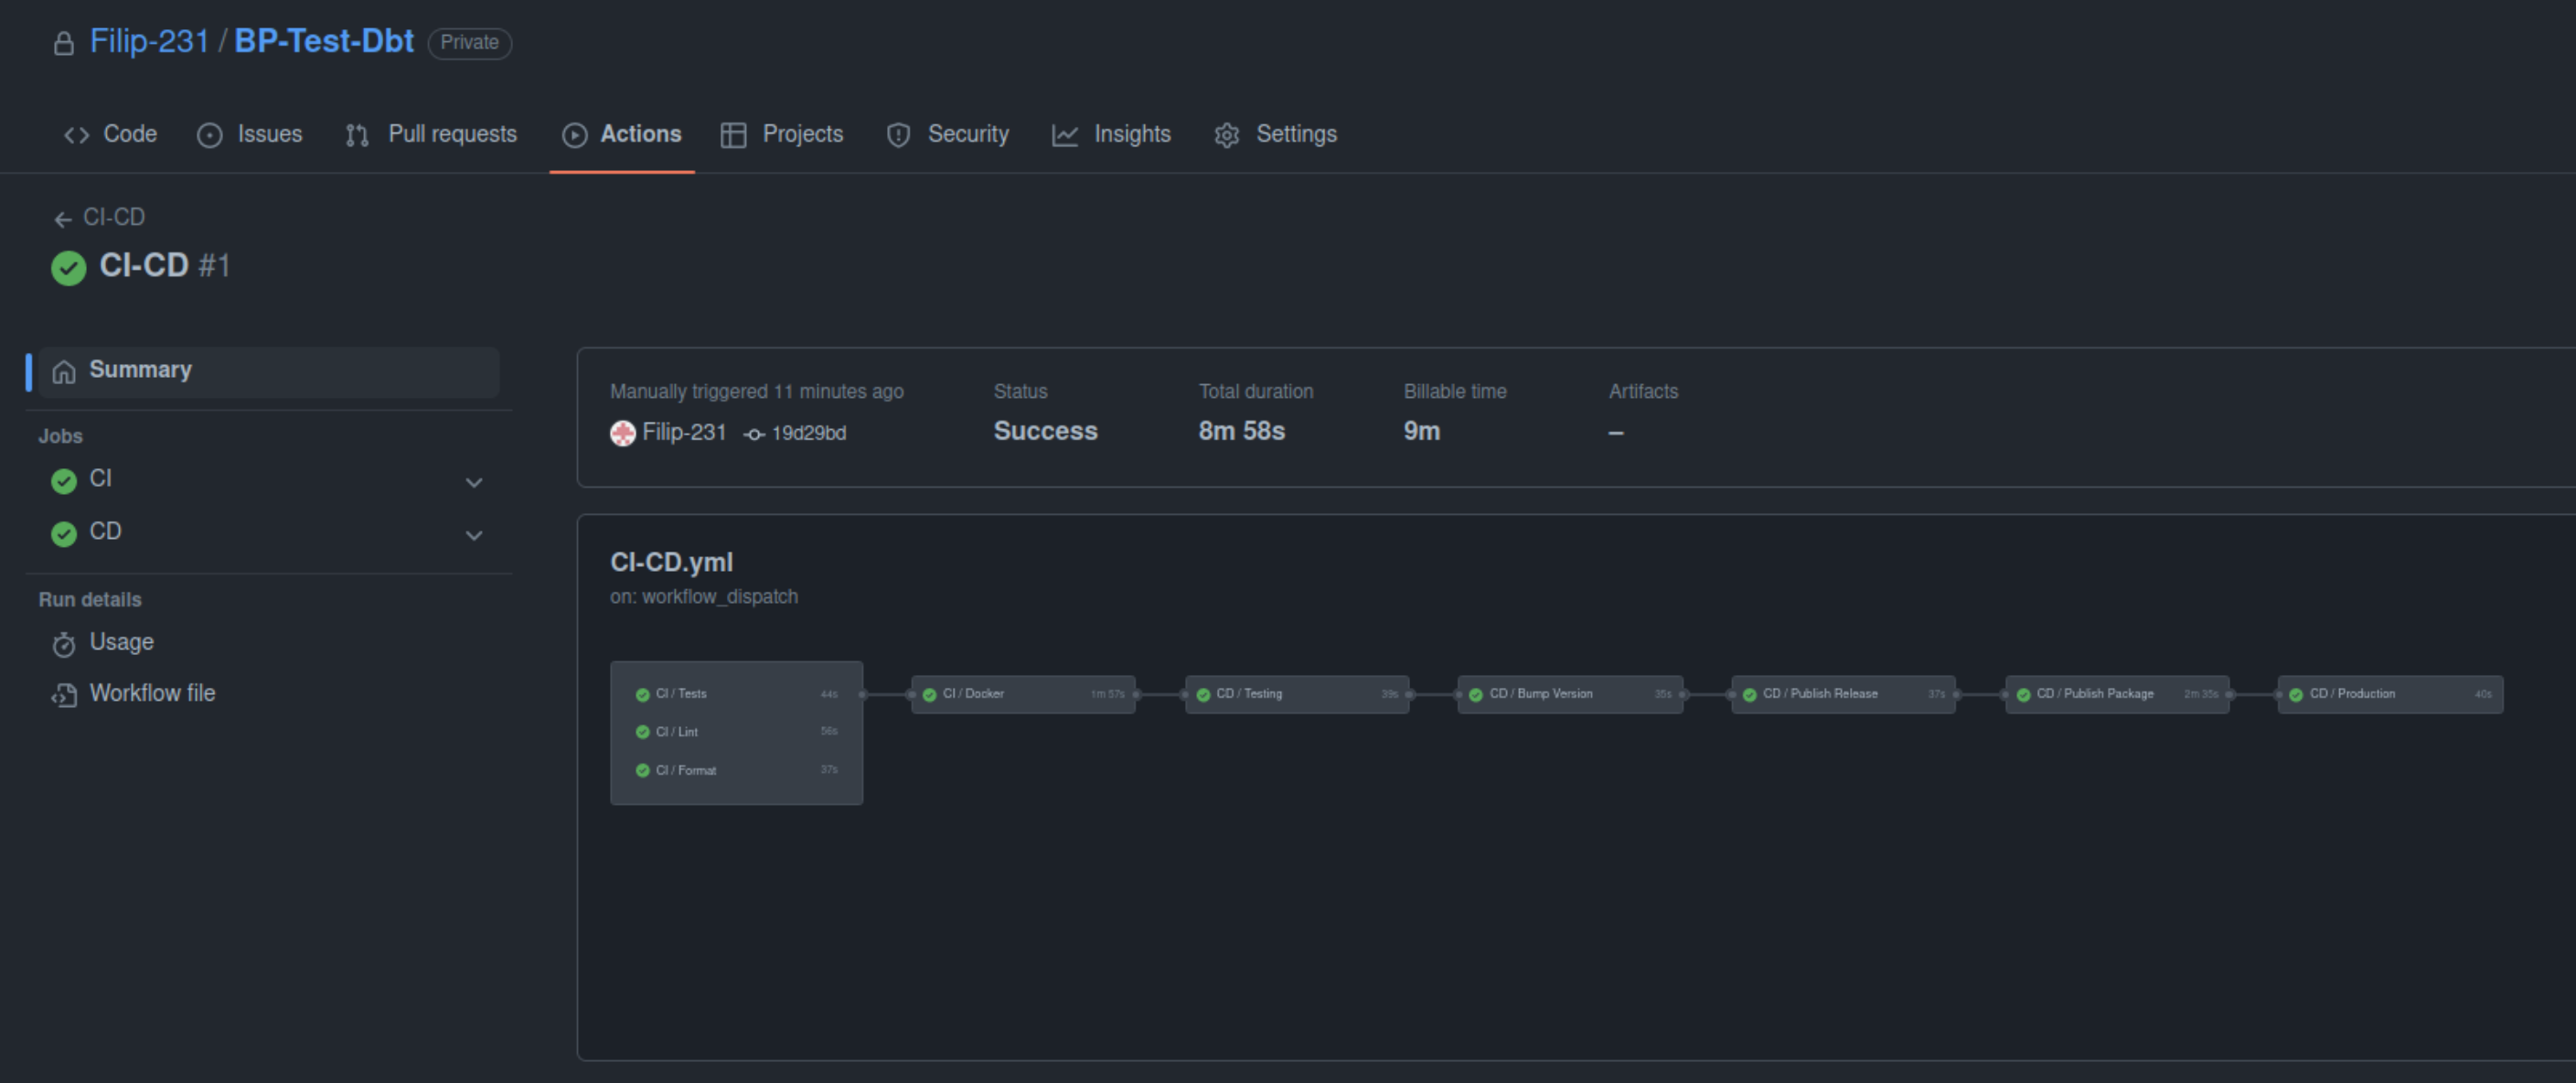 Filip-231 / BP-Test-Dbt Private
Code Issues Pull requests Actions Projects Security Insights Settings
CI-CD
CI-CD #1
Summary
Jobs
CI
CD
Run details
Usage
Workflow file
Manually triggered 11 minutes ago Status Total duration Billable time Artifacts
Filip-231 19d29bd Success 8m 58s 9m –
CI-CD.yml
on: workflow_dispatch
CI / Tests 44s
CI / Lint 56s
CI / Format 37s
CI / Docker 1m 57s
CD / Testing 39s
CD / Bump Version 35s
CD / Publish Release 37s
CD / Publish Package 2m 35s
CD / Production 40s